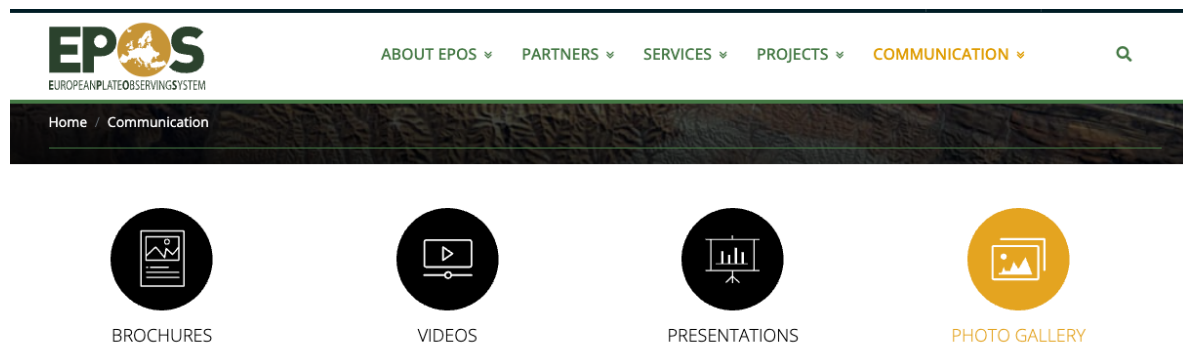 EPOS
EUROPEANPLATEOBSERVINGSYSTEM
ABOUT EPOS PARTNERS SERVICES PROJECTS COMMUNICATION
Home / Communication
BROCHURES VIDEOS PRESENTATIONS PHOTO GALLERY